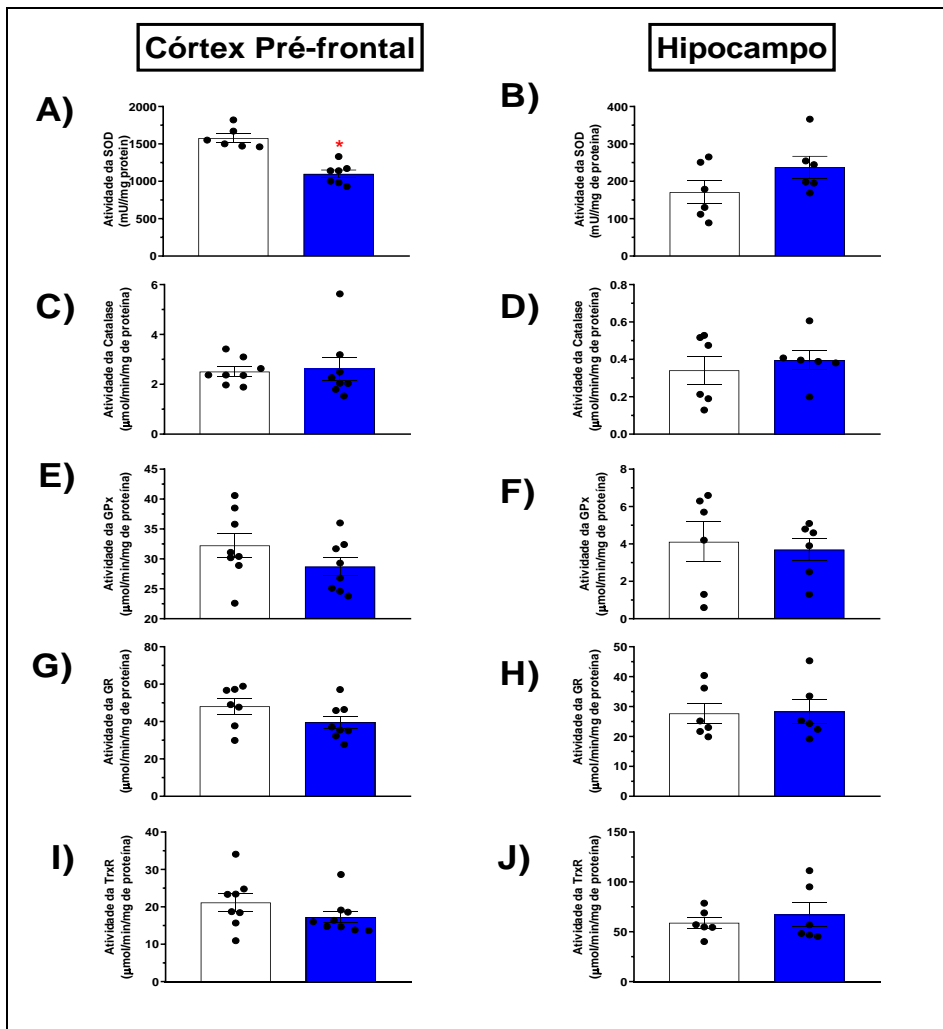 Córtex Pré-frontal
Hipocampo
A)
Atividade da SOD
(mU//mg protein)
2000
1500
1000
500
0
*
B)
Atividade da SOD
(mU//mg de proteína)
400
300
200
100
0
C)
Atividade da Catalase
(µmol/min/mg de proteína)
6
4
2
0
D)
Atividade da Catalase
(µmol/min/mg de proteína)
0.8
0.6
0.4
0.2
0.0
E)
Atividade da GPx
(µmol/min/mg de proteína)
45
40
35
30
25
20
F)
Atividade da GPx
(µmol/min/mg de proteína)
8
6
4
2
0
G)
Atividade da GR
(µmol/min/mg de proteína)
80
60
40
20
0
H)
Atividade da GR
(µmol/min/mg de proteína)
50
40
30
20
10
0
I)
Atividade da TrxR
(µmol/min/mg de proteína)
40
30
20
10
0
J)
Atividade da TrxR
(µmol/min/mg de proteína)
150
100
50
0